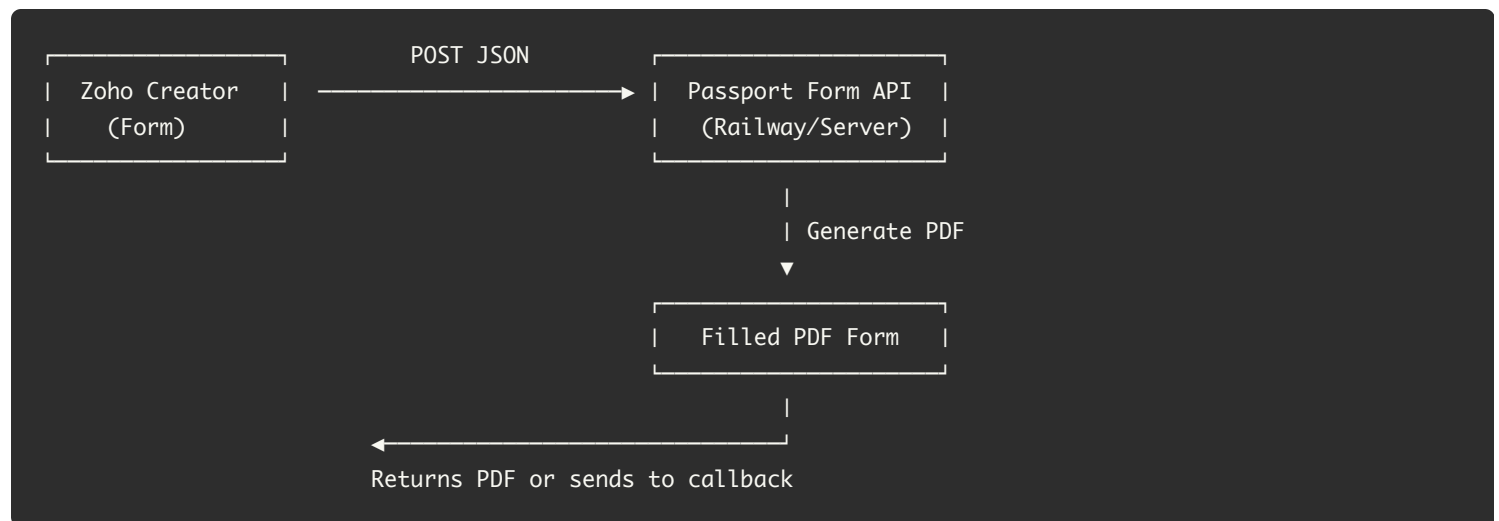 POST JSON
Zoho Creator
Passport Form API
(Form)
(Railway/Server)
Generate PDF
Filled PDF Form
Returns PDF or sends to callback